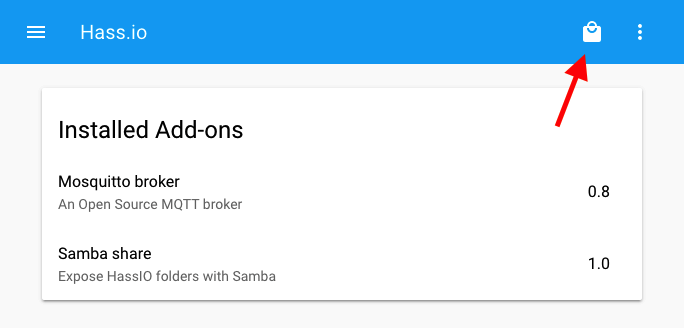 Hass.io
Installed Add-ons
Mosquitto broker
An Open Source MQTT broker
0.8
Samba share
Expose HassIO folders with Samba
1.0